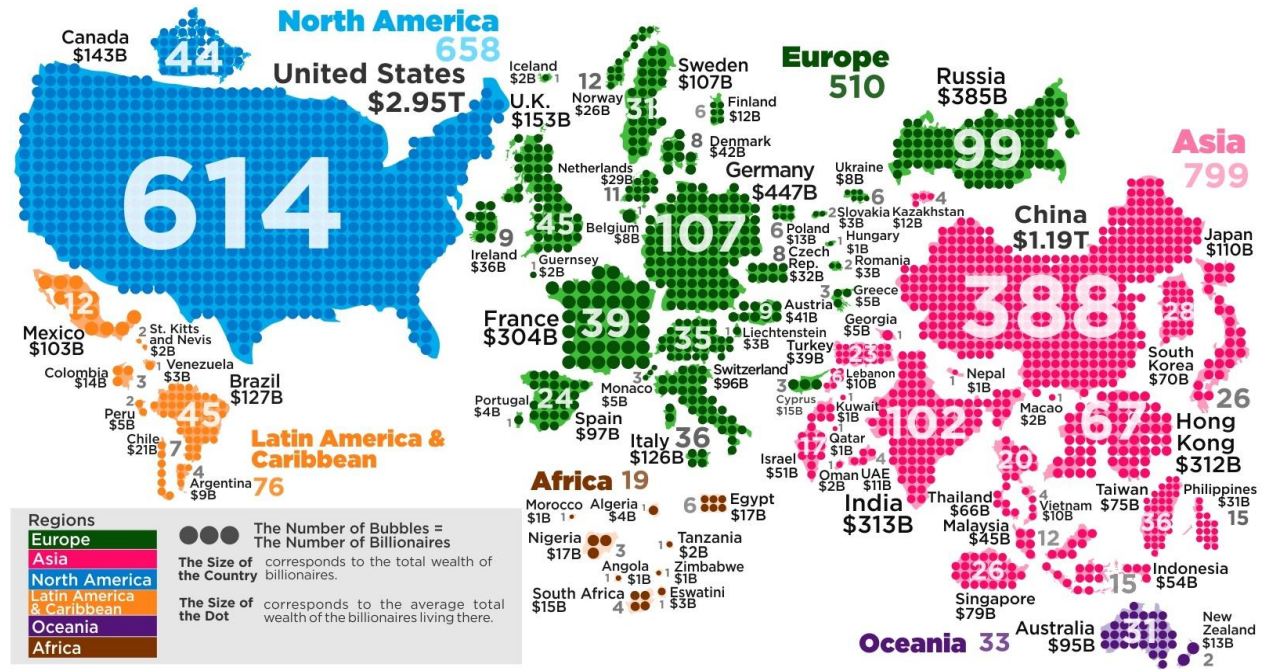 North America
658
Canada
$143B
44
United States
$2.95T
614
Mexico
$103B
12
2 St. Kitts
and Nevis
$2B
1 Venezuela
$3B
Colombia
$14B
3
Brazil
$127B
45
2
Peru
$5B
Chile
$21B
7
4
Argentina
$9B
Latin America &
Caribbean
76
Europe
510
Iceland
$2B
1
12
Norway
$26B
31
Sweden
$107B
6
Finland
$12B
8
Denmark
$42B
U.K.
$153B
45
Netherlands
$29B
11
1
Belgium
$8B
Germany
$447B
107
9
Ireland
$36B
1 Guernsey
$2B
Russia
$385B
99
Ukraine
$8B
6
6
Poland
$13B
2 Slovakia
$3B
1
Hungary
$1B
8
Czech
Rep.
$32B
2
Romania
$3B
3
Greece
$5B
9
Austria
$41B
1
Liechtenstein
$3B
France
$304B
39
35
Switzerland
$96B
3
Monaco
$5B
Portugal
$4B
1
24
Spain
$97B
Italy
$126B
36
3
Cyprus
$15B
Asia
799
4
Kazakhstan
$12B
China
$1.19T
388
Japan
$110B
26
28
South
Korea
$70B
Georgia
$5B
1
Turkey
$39B
23
6
Lebanon
$10B
1
Nepal
$1B
1
Kuwait
$1B
1
Qatar
$1B
17
Israel
$51B
1
Oman
$2B
4
UAE
$11B
102
India
$313B
1
Macao
$2B
67
Hong
Kong
$312B
20
Thailand
$66B
4
Vietnam
$10B
Malaysia
$45B
12
Taiwan
$75B
36
Philippines
$31B
15
26
Singapore
$79B
Indonesia
$54B
15
Africa 19
Morocco
$1B
1
Algeria
$4B
1
6
Egypt
$17B
Nigeria
$17B
3
1
Tanzania
$2B
Angola
1 $1B
1
Zimbabwe
$1B
South Africa
$15B
4
1
Eswatini
$3B
Oceania 33
Australia
$95B
31
New
Zealand
$13B
2
Regions
Europe
Asia
North America
Latin America
& Caribbean
Oceania
Africa
The Number of Bubbles =
The Number of Billionaires
The Size of
the Country
corresponds to the total wealth of
billionaires.
The Size of
the Dot
corresponds to the average total
wealth of the billionaires living there.